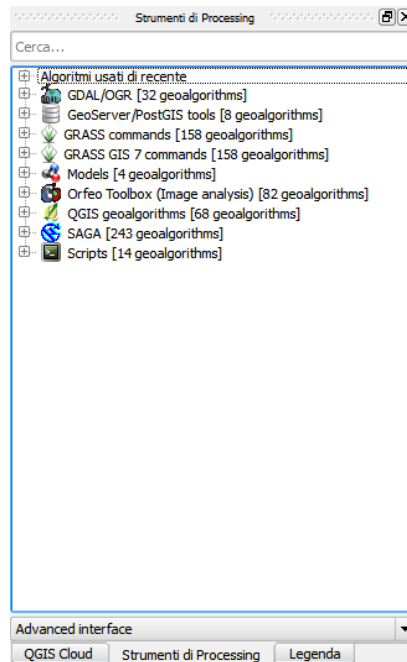 Strumenti di Processing
Cerca...
Algoritmi usati di recente
GDAL/OGR [32 geoalgorithms]
GeoServer/PostGIS tools [8 geoalgorithms]
GRASS commands [158 geoalgorithms]
GRASS GIS 7 commands [158 geoalgorithms]
Models [4 geoalgorithms]
Orfeo Toolbox (Image analysis) [82 geoalgorithms]
QGIS geoalgorithms [68 geoalgorithms]
SAGA [243 geoalgorithms]
Scripts [14 geoalgorithms]
Advanced interface
QGIS Cloud Strumenti di Processing Legenda